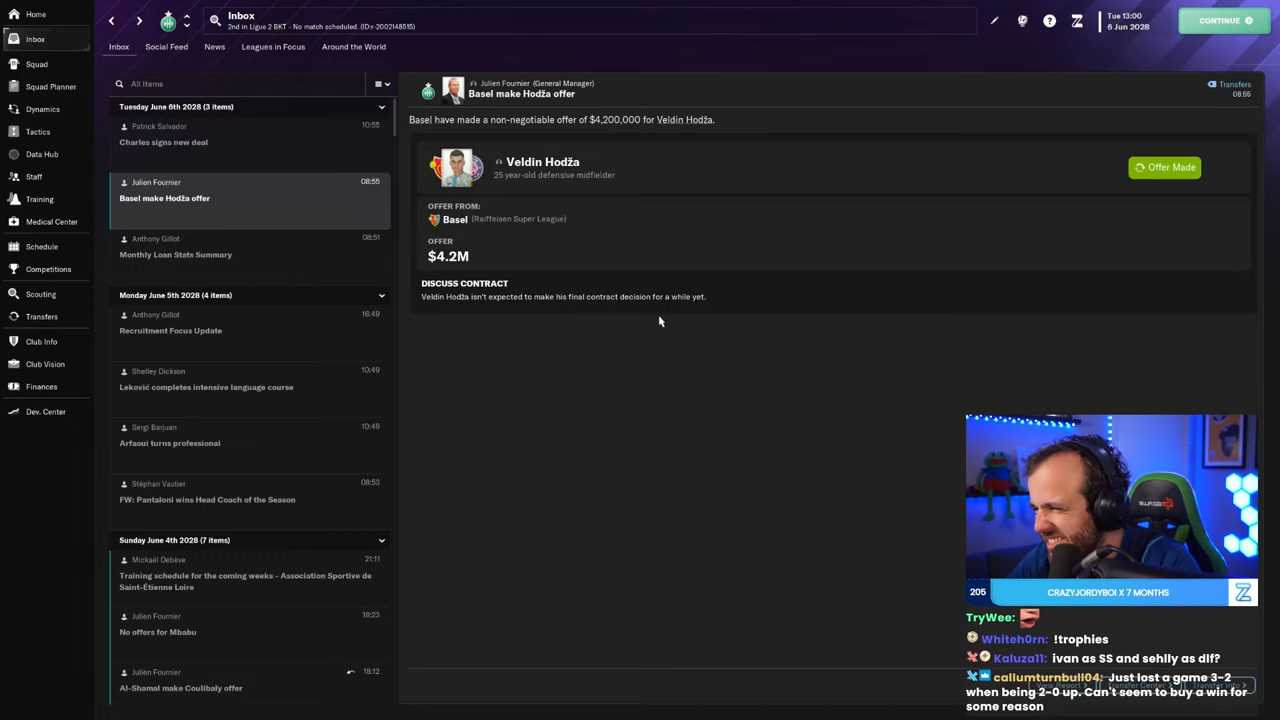 Home
Inbox
Squad
Squad Planner
Dynamics
Tactics
Data Hub
Staff
Training
Medical Center
Schedule
Competitions
Scouting
Transfers
Club Info
Club Vision
Finances
Dev. Center
Inbox
2nd in Ligue 2 BKT - No match scheduled. (ID:r-2002148515)
Tue 13:00
6 Jun 2028
CONTINUE
Inbox
Social Feed
News
Leagues in Focus
Around the World
All Items
Tuesday June 6th 2028 (3 items)
Patrick Salvador 10:55
Charles signs new deal
Julien Fournier 08:55
Basel make Hodža offer
Anthony Gillot 08:51
Monthly Loan Stats Summary
Monday June 5th 2028 (4 items)
Anthony Gillot 16:49
Recruitment Focus Update
Shelley Dickson 10:49
Leković completes intensive language course
Sergi Barjuan 10:49
Arfaoui turns professional
Stéphan Vautier 08:53
FW: Pantaloni wins Head Coach of the Season
Sunday June 4th 2028 (7 items)
Mickaël Debève 21:11
Training schedule for the coming weeks - Association Sportive de
Saint-Étienne Loire
Julien Fournier 18:23
No offers for Mbabu
Julien Fournier 18:12
Al-Shamal make Coulibaly offer
Julien Fournier (General Manager)
Basel make Hodža offer
Transfers
08:55
Basel have made a non-negotiable offer of $4,200,000 for Veldin Hodža.
Veldin Hodža
25 year-old defensive midfielder
Offer Made
OFFER FROM:
Basel (Raiffeisen Super League)
OFFER
$4.2M
DISCUSS CONTRACT
Veldin Hodža isn't expected to make his final contract decision for a while yet.
205 CRAZYJORDYBOI X 7 MONTHS
TryWee:
Whiteh0rn: !trophies
Kaluza11: ivan as SS and sehlly as dlf?
callumturnbull04: Just lost a game 3-2
when being 2-0 up. Can't seem to buy a win for
some reason
View Report
Transfer Center
Transfer Info